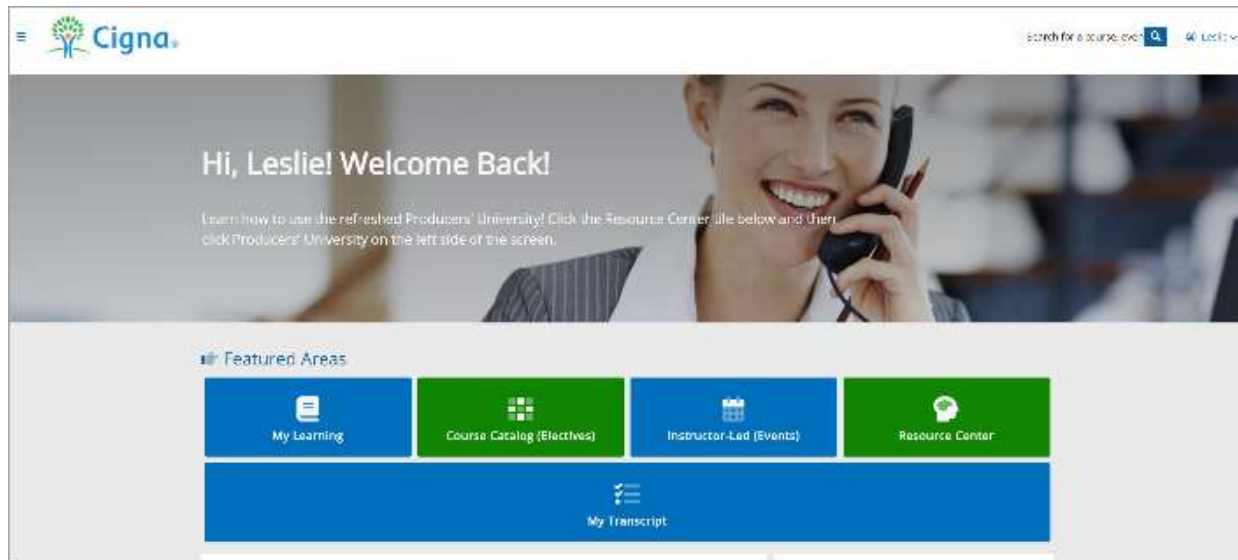 Cigna.
Search for a course, even
Leslie
Hi, Leslie! Welcome Back!
Learn how to use the refreshed Producers' University! Click the Resource Center tile below and then
click Producers' University on the left side of the screen.
Featured Areas
My Learning
Course Catalog (Electives)
Instructor-Led (Events)
Resource Center
My Transcript